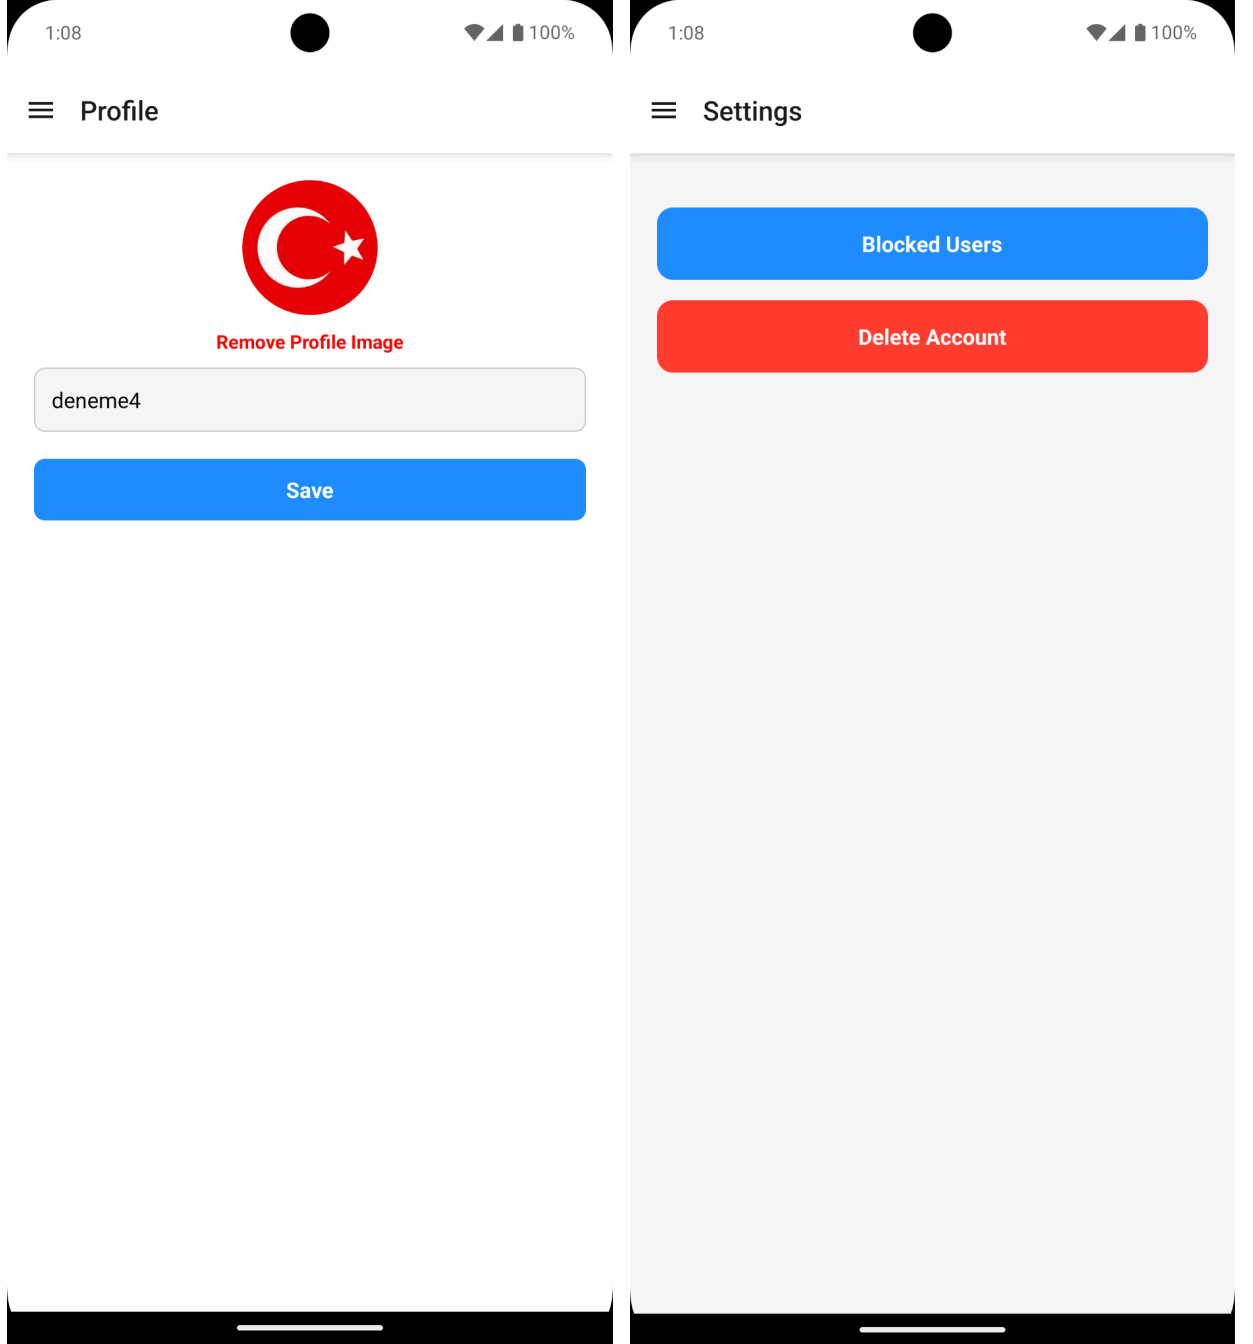 1:08
100%
Profile
Remove Profile Image
deneme4
Save
1:08
100%
Settings
Blocked Users
Delete Account